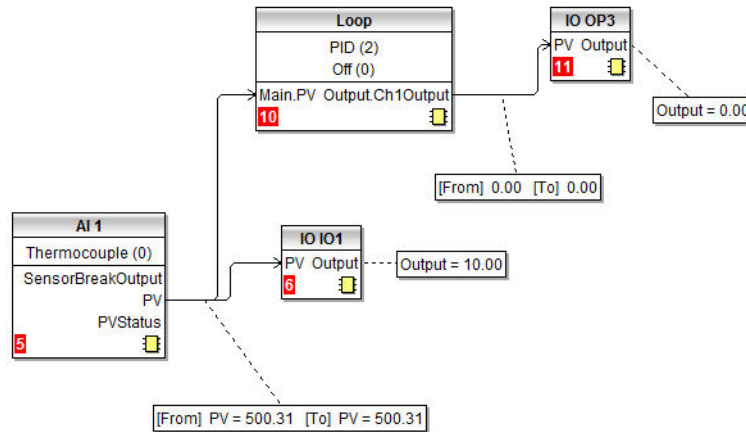 Loop
PID (2)
Off (0)
Main.PV Output.Ch1Output
10
IO OP3
PV Output
11
Output = 0.00
[From] 0.00 [To] 0.00
AI 1
Thermocouple (0)
SensorBreakOutput
PV
PVStatus
5
IO IO1
PV Output
6
Output = 10.00
[From] PV = 500.31 [To] PV = 500.31